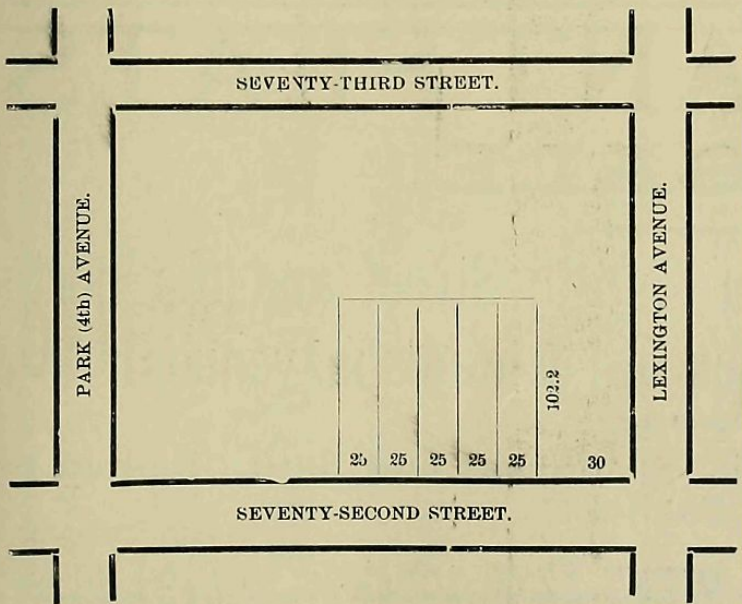 SEVENTY-THIRD STREET.
PARK (4th) AVENUE.
LEXINGTON AVENUE.
102.2
25 25 25 25 25 30
SEVENTY-SECOND STREET.